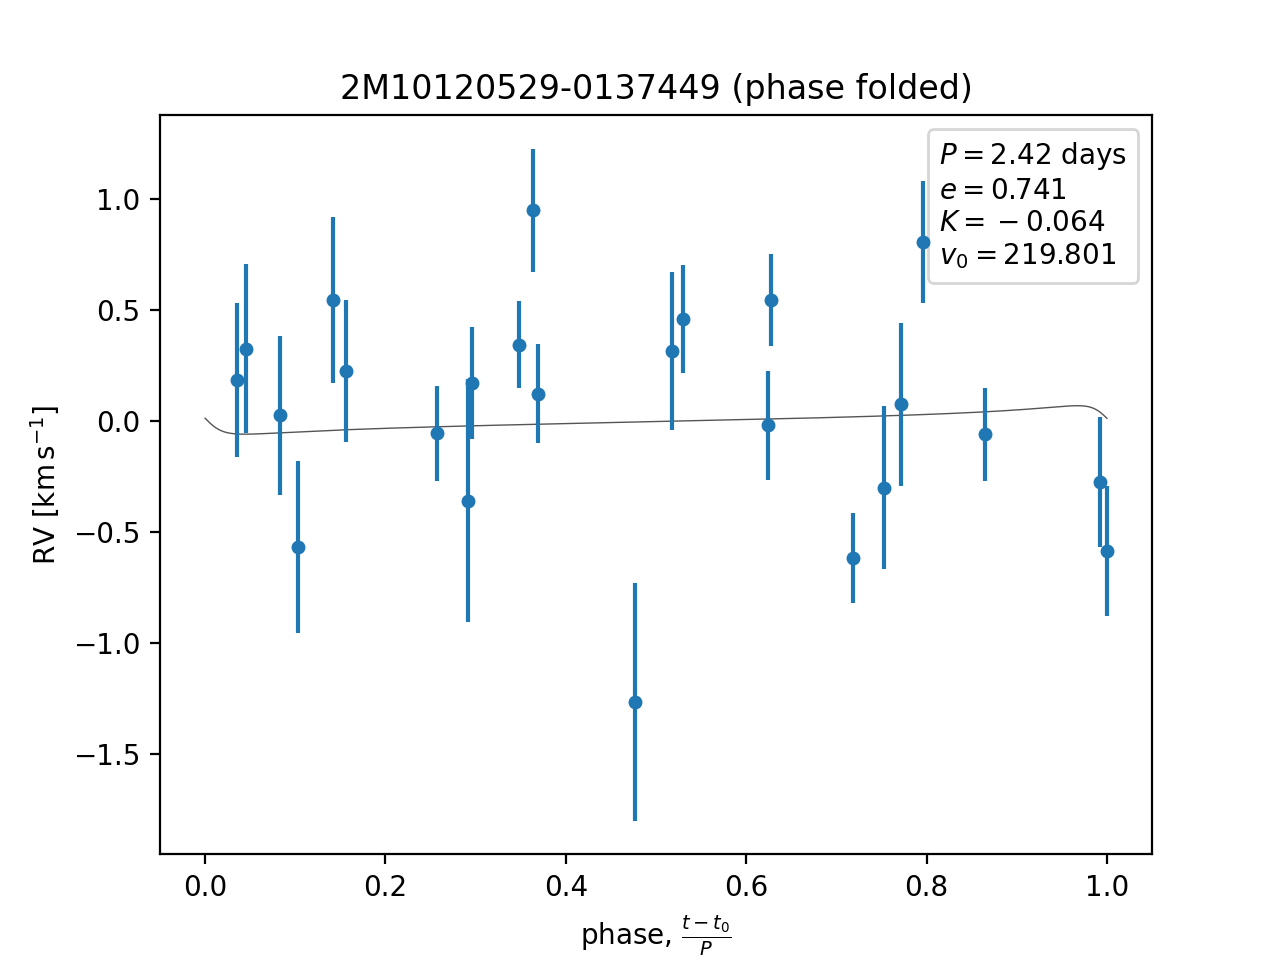 2M10120529-0137449 (phase folded)
P = 2.42 days
e = 0.741
K = −0.064
v₀ = 219.801
RV [km s⁻¹]
1.0
0.5
0.0
−0.5
−1.0
−1.5
0.0 0.2 0.4 0.6 0.8 1.0
phase, (t − t₀)/P